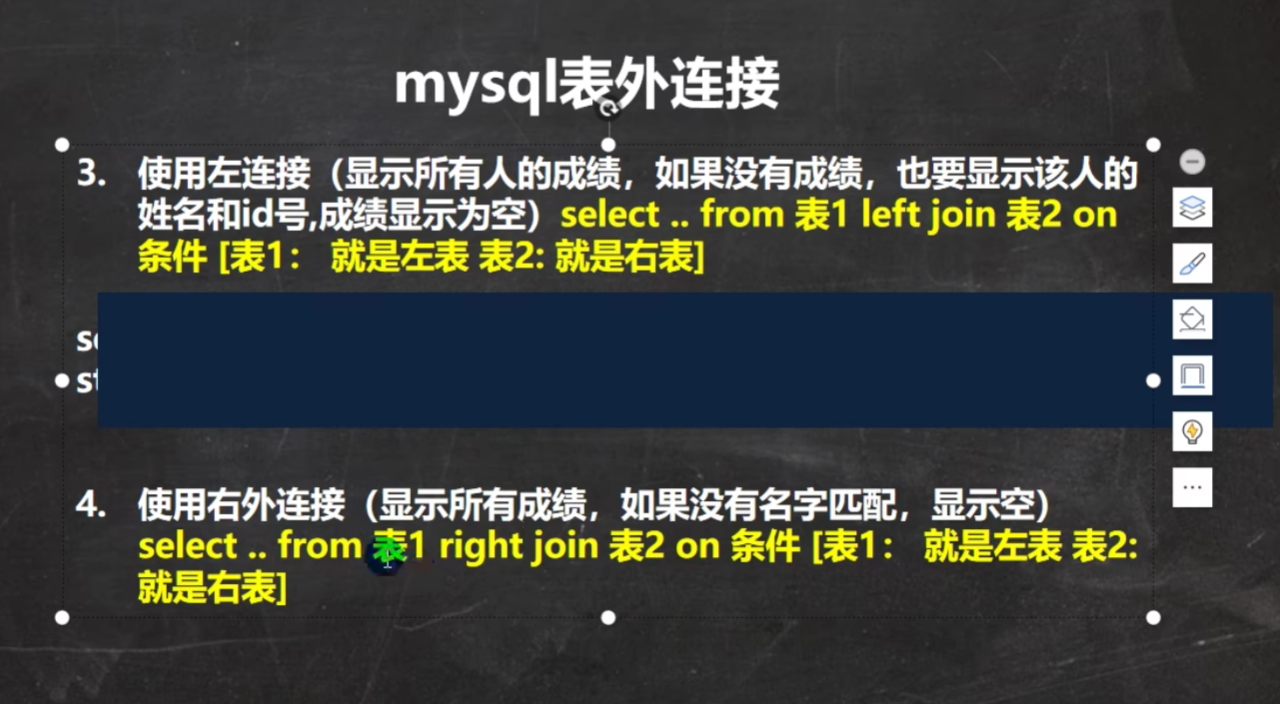 mysql表外连接
3. 使用左连接（显示所有人的成绩，如果没有成绩，也要显示该人的
姓名和id号,成绩显示为空）select .. from 表1 left join 表2 on
条件 [表1： 就是左表 表2: 就是右表]
4. 使用右外连接（显示所有成绩，如果没有名字匹配，显示空）
select .. from 表1 right join 表2 on 条件 [表1： 就是左表 表2:
就是右表]